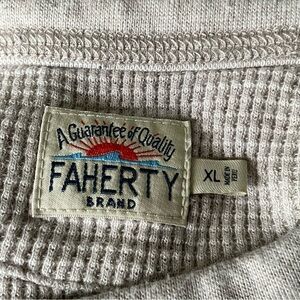 A Guarantee of Quality
FAHERTY
BRAND
XL